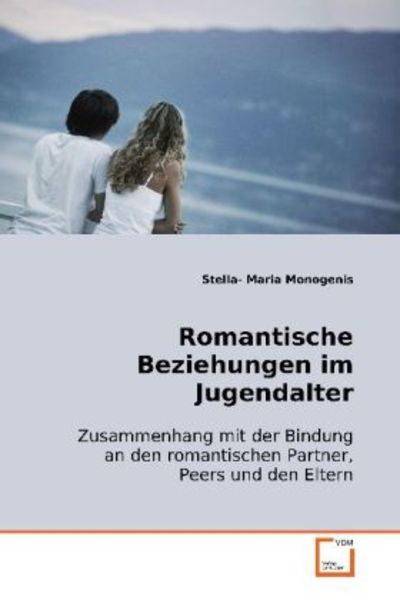 Stella- Maria Monogenis
Romantische
Beziehungen im
Jugendalter
Zusammenhang mit der Bindung
an den romantischen Partner,
Peers und den Eltern
VDM